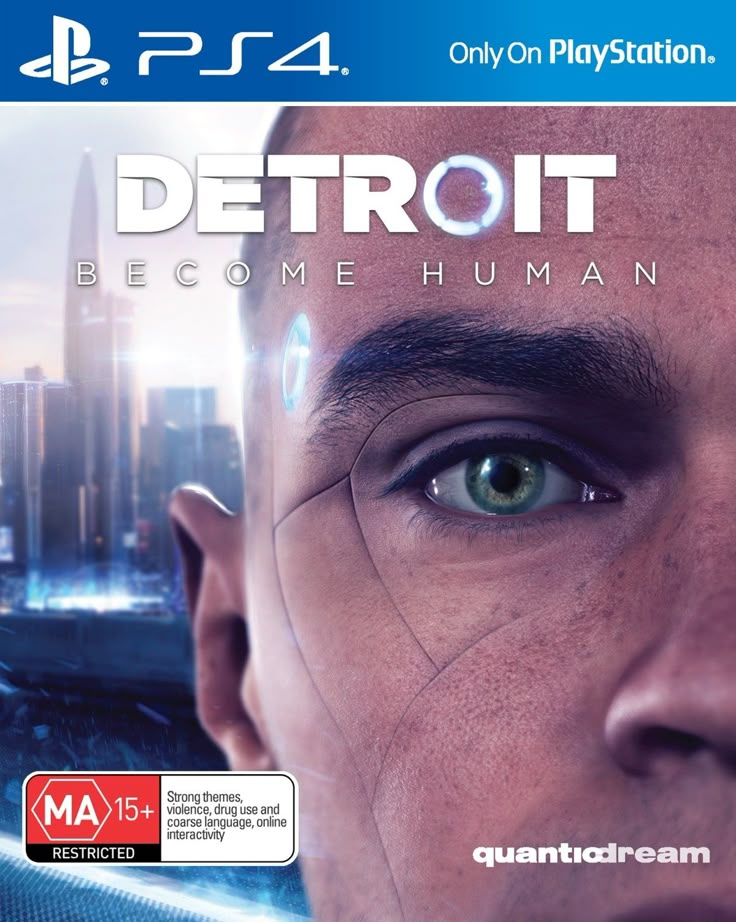 PS4®
Only On PlayStation®
DETROIT
BECOME HUMAN
MA 15+
RESTRICTED
Strong themes,
violence, drug use and
coarse language, online
interactivity
quanticdream